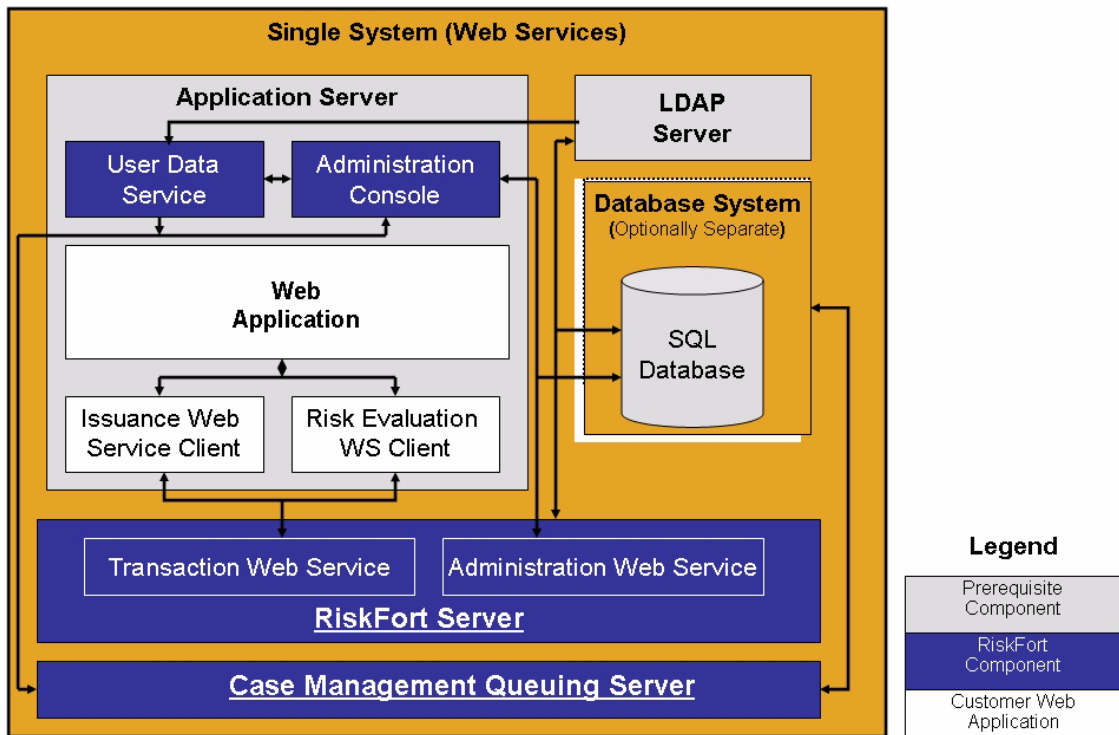 Single System (Web Services)
Application Server
LDAP
Server
User Data
Service
Administration
Console
Database System
(Optionally Separate)
Web
Application
SQL
Database
Issuance Web
Service Client
Risk Evaluation
WS Client
Transaction Web Service
Administration Web Service
RiskFort Server
Case Management Queuing Server
Legend
Prerequisite
Component
RiskFort
Component
Customer Web
Application